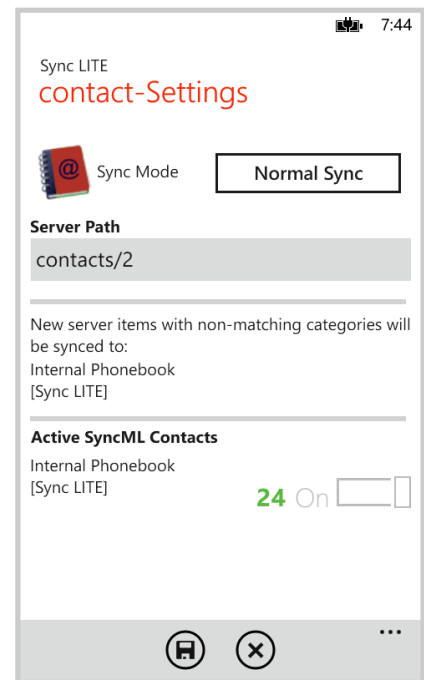 7:44
Sync LITE
contact-Settings
@
Sync Mode
Normal Sync
Server Path
contacts/2
New server items with non-matching categories will
be synced to:
Internal Phonebook
[Sync LITE]
Active SyncML Contacts
Internal Phonebook
[Sync LITE]
24 On
...